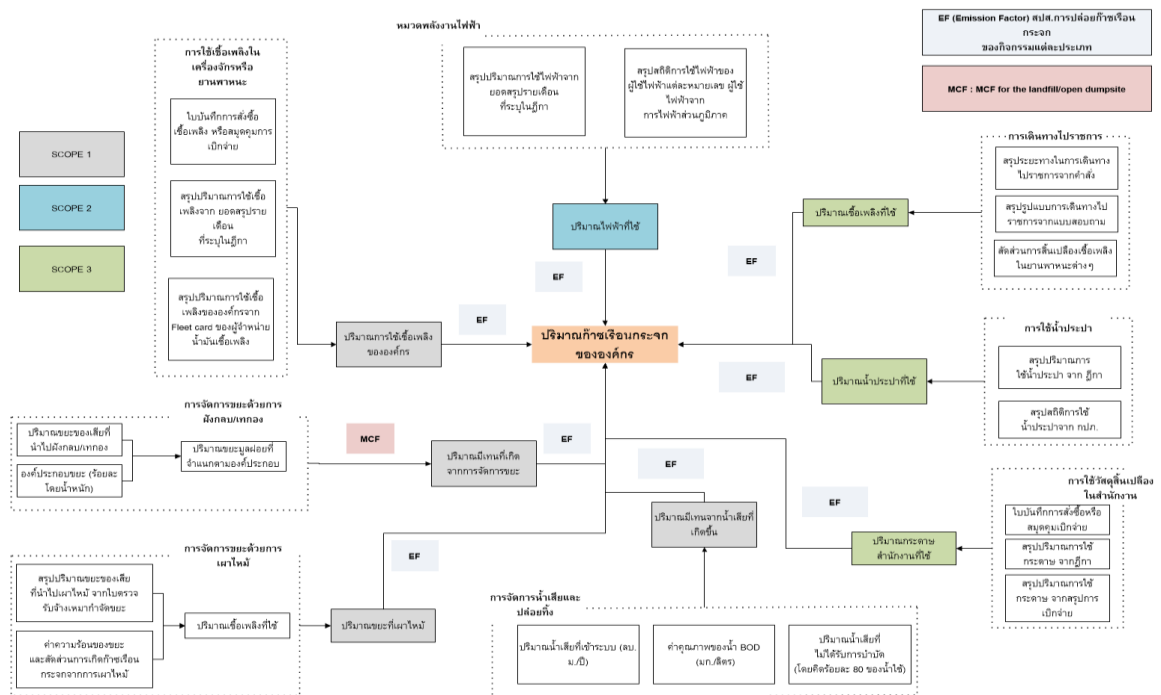 หมวดพลังงานไฟฟ้า
EF (Emission Factor) สปส.การปล่อยก๊าซเรือน
กระจก
ของกิจกรรมแต่ละประเภท
MCF : MCF for the landfill/open dumpsite
SCOPE 1
SCOPE 2
SCOPE 3
การใช้เชื้อเพลิงใน
เครื่องจักรหรือ
ยานพาหนะ
ใบบันทึกการสั่งซื้อ
เชื้อเพลิง หรือสมุดคุมการ
เบิกจ่าย
สรุปปริมาณการใช้เชื้อ
เพลิงจาก ยอดสรุปราย
เดือน
ที่ระบุในฎีกา
สรุปปริมาณการใช้เชื้อ
เพลิงขององค์กรจาก
Fleet card ของผู้จำหน่าย
น้ำมันเชื้อเพลิง
สรุปปริมาณการใช้ไฟฟ้าจาก
ยอดสรุปรายเดือน
ที่ระบุในฎีกา
สรุปสถิติการใช้ไฟฟ้าของ
ผู้ใช้ไฟฟ้าแต่ละหมายเลข ผู้ใช้
ไฟฟ้าจาก
การไฟฟ้าส่วนภูมิภาค
การเดินทางไปราชการ
สรุประยะทางในการเดินทาง
ไปราชการจากคำสั่ง
สรุปรูปแบบการเดินทางไป
ราชการจากแบบสอบถาม
สัดส่วนการสิ้นเปลืองเชื้อเพลิง
ในยานพาหนะต่างๆ
ปริมาณไฟฟ้าที่ใช้
ปริมาณเชื้อเพลิงที่ใช้
EF
EF
EF
ปริมาณการใช้เชื้อเพลิง
ขององค์กร
ปริมาณก๊าซเรือนกระจก
ขององค์กร
EF
ปริมาณน้ำประปาที่ใช้
การใช้น้ำประปา
สรุปปริมาณการ
ใช้น้ำประปา จาก ฎีกา
สรุปสถิติการใช้
น้ำประปาจาก กปภ.
การจัดการขยะด้วยการ
ฝังกลบ/เทกอง
ปริมาณขยะของเสียที่
นำไปฝังกลบ/เทกอง
องค์ประกอบขยะ (ร้อยละ
โดยน้ำหนัก)
ปริมาณขยะมูลฝอยที่
จำแนกตามองค์ประกอบ
MCF
ปริมาณมีเทนที่เกิด
จากการจัดการขยะ
EF
EF
EF
ปริมาณมีเทนจากน้ำเสียที่
เกิดขึ้น
ปริมาณกระดาษ
สำนักงานที่ใช้
การใช้วัสดุสิ้นเปลือง
ในสำนักงาน
ใบบันทึกการสั่งซื้อหรือ
สมุดคุมเบิกจ่าย
สรุปปริมาณการใช้
กระดาษ จากฎีกา
สรุปปริมาณการใช้
กระดาษ จากสรุปการ
เบิกจ่าย
การจัดการขยะด้วยการ
เผาไหม้
สรุปปริมาณขยะของเสีย
ที่นำไปเผาไหม้ จากใบตรวจ
รับจ้างเหมากำจัดขยะ
ค่าความร้อนของขยะ
และสัดส่วนการเกิดก๊าซเรือน
กระจกจากการเผาไหม้
ปริมาณเชื้อเพลิงที่ใช้
ปริมาณขยะที่เผาไหม้
EF
การจัดการน้ำเสียและ
ปล่อยทิ้ง
ปริมาณน้ำเสียที่เข้าระบบ (ลบ.
ม./ปี)
ค่าคุณภาพของน้ำ BOD
(มก./ลิตร)
ปริมาณน้ำเสียที่
ไม่ได้รับการบำบัด
(โดยคิดร้อยละ 80 ของน้ำใช้)